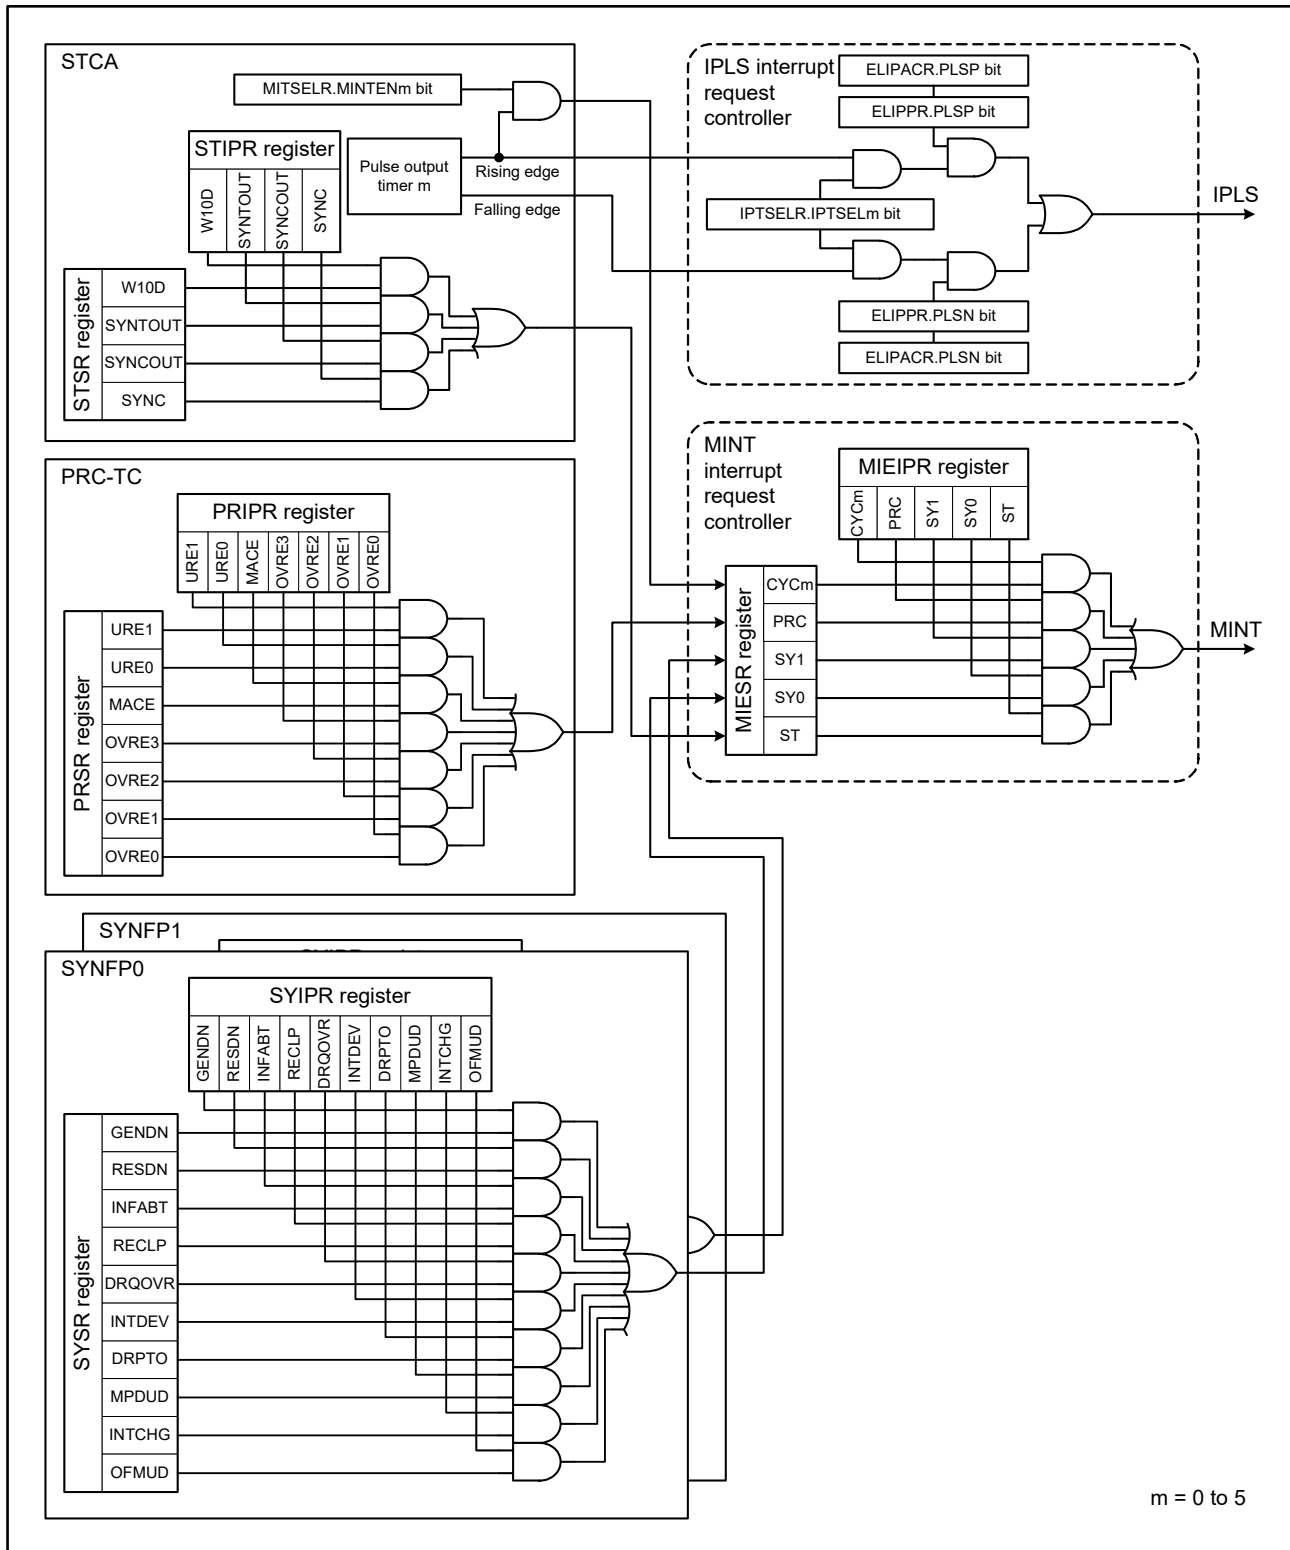 STCA
MITSELR.MINTENm bit
STIPR register
W10D
SYNTOUT
SYNCOUT
SYNC
Pulse output
timer m
Rising edge
Falling edge
STSR register
W10D
SYNTOUT
SYNCOUT
SYNC
IPLS interrupt
request
controller
ELIPACR.PLSP bit
ELIPPR.PLSP bit
IPTSELR.IPTSELm bit
ELIPPR.PLSN bit
ELIPACR.PLSN bit
IPLS
PRC-TC
PRIPR register
URE1
URE0
MACE
OVRE3
OVRE2
OVRE1
OVRE0
PRSR register
URE1
URE0
MACE
OVRE3
OVRE2
OVRE1
OVRE0
MINT
interrupt
request
controller
MIEIPR register
CYCm
PRC
SY1
SY0
ST
MIESR register
CYCm
PRC
SY1
SY0
ST
MINT
SYNFP1
SYNFP0
SYIPR register
GENDN
RESDN
INFABT
RECLP
DRQOVR
INTDEV
DRPTO
MPDUD
INTCHG
OFMUD
SYSR register
GENDN
RESDN
INFABT
RECLP
DRQOVR
INTDEV
DRPTO
MPDUD
INTCHG
OFMUD
m = 0 to 5